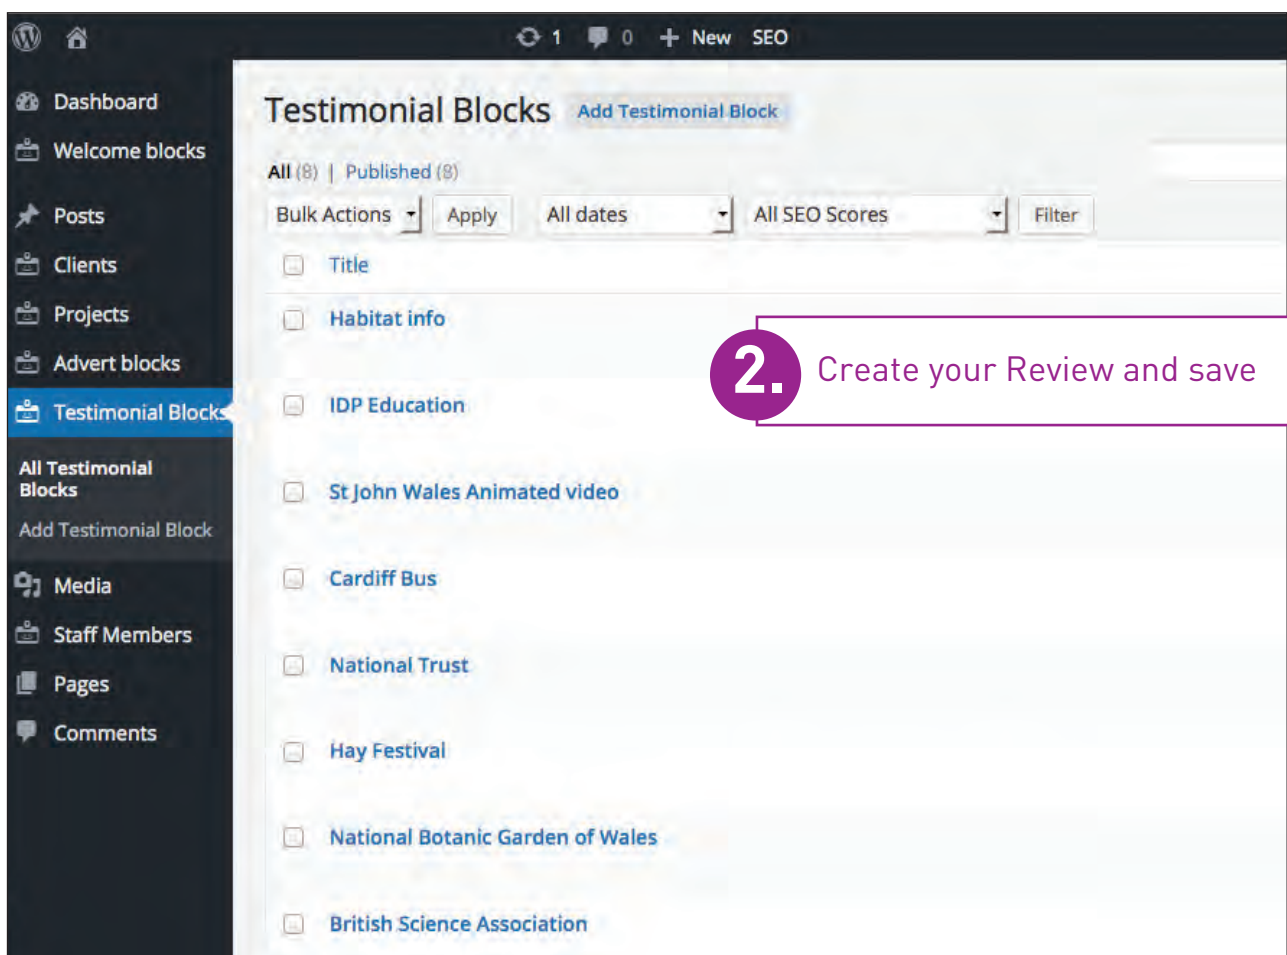 1 0 + New SEO
Dashboard
Welcome blocks
Posts
Clients
Projects
Advert blocks
Testimonial Blocks
All Testimonial
Blocks
Add Testimonial Block
Media
Staff Members
Pages
Comments
Testimonial Blocks Add Testimonial Block
All (8) | Published (8)
Bulk Actions Apply All dates All SEO Scores Filter
Title
Habitat info
IDP Education
St John Wales Animated video
Cardiff Bus
National Trust
Hay Festival
National Botanic Garden of Wales
British Science Association
2. Create your Review and save